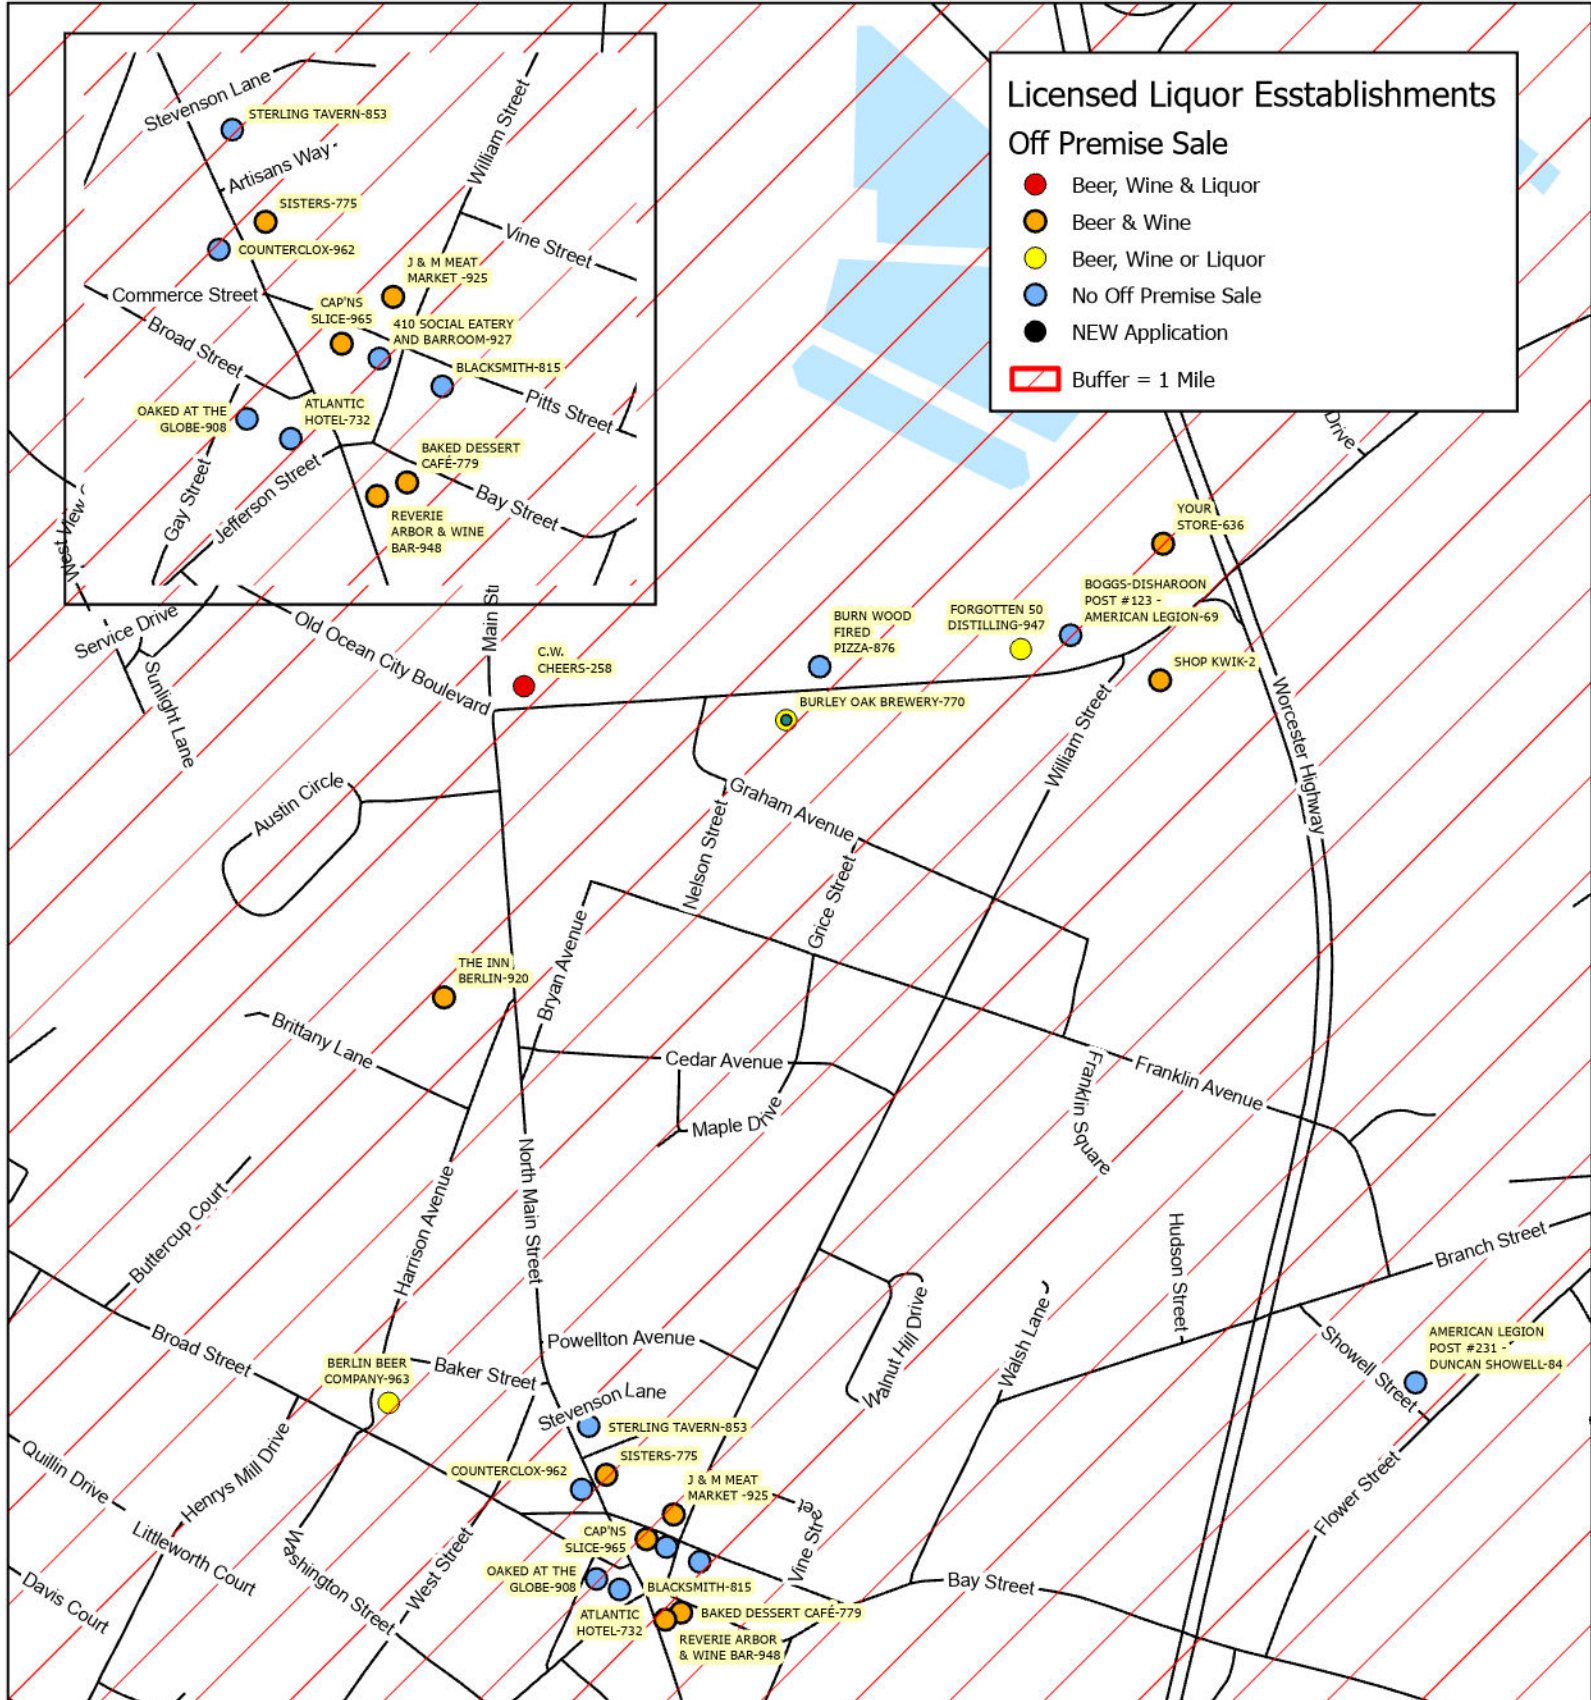 Licensed Liquor Esstablishments
Off Premise Sale
Beer, Wine & Liquor
Beer & Wine
Beer, Wine or Liquor
No Off Premise Sale
NEW Application
Buffer = 1 Mile
Stevenson Lane
STERLING TAVERN-853
Artisans Way
William Street
SISTERS-775
COUNTERCLOX-962
Vine Street
J & M MEAT
MARKET -925
Commerce Street
CAP'NS
SLICE-965
410 SOCIAL EATERY
AND BARROOM-927
Broad Street
BLACKSMITH-815
Pitts Street
OAKED AT THE
GLOBE-908
ATLANTIC
HOTEL-732
BAKED DESSERT
CAFÉ-779
Gay Street
Jefferson Street
Bay Street
REVERIE
ARBOR & WINE
BAR-948
West View
Service Drive
Sunlight Lane
Old Ocean City Boulevard
Main
Drive
YOUR
STORE-636
BOGGS-DISHAROON
POST #123 -
AMERICAN LEGION-69
FORGOTTEN 50
DISTILLING-947
BURN WOOD
FIRED
PIZZA-876
C.W.
CHEERS-258
SHOP KWIK-2
BURLEY OAK BREWERY-770
William Street
Worcester Highway
Austin Circle
Graham Avenue
Nelson Street
Grice Street
THE INN
BERLIN-920
Bryan Avenue
Brittany Lane
Cedar Avenue
Maple Drive
Franklin Avenue
Franklin Square
Buttercup Court
Harrison Avenue
North Main Street
Hudson Street
Branch Street
Walnut Hill Drive
Walsh Lane
Broad Street
Powellton Avenue
BERLIN BEER
COMPANY-963
Baker Street
Stevenson Lane
Showell Street
AMERICAN LEGION
POST #231 -
DUNCAN SHOWELL-84
STERLING TAVERN-853
SISTERS-775
COUNTERCLOX-962
J & M MEAT
MARKET -925
Quillin Drive
Henrys Mill Drive
Flower Street
Vine Street
CAP'NS
SLICE-965
Littleworth Court
Washington Street
West Street
OAKED AT THE
GLOBE-908
BLACKSMITH-815
Bay Street
Davis Court
ATLANTIC
HOTEL-732
BAKED DESSERT CAFÉ-779
REVERIE ARBOR
& WINE BAR-948